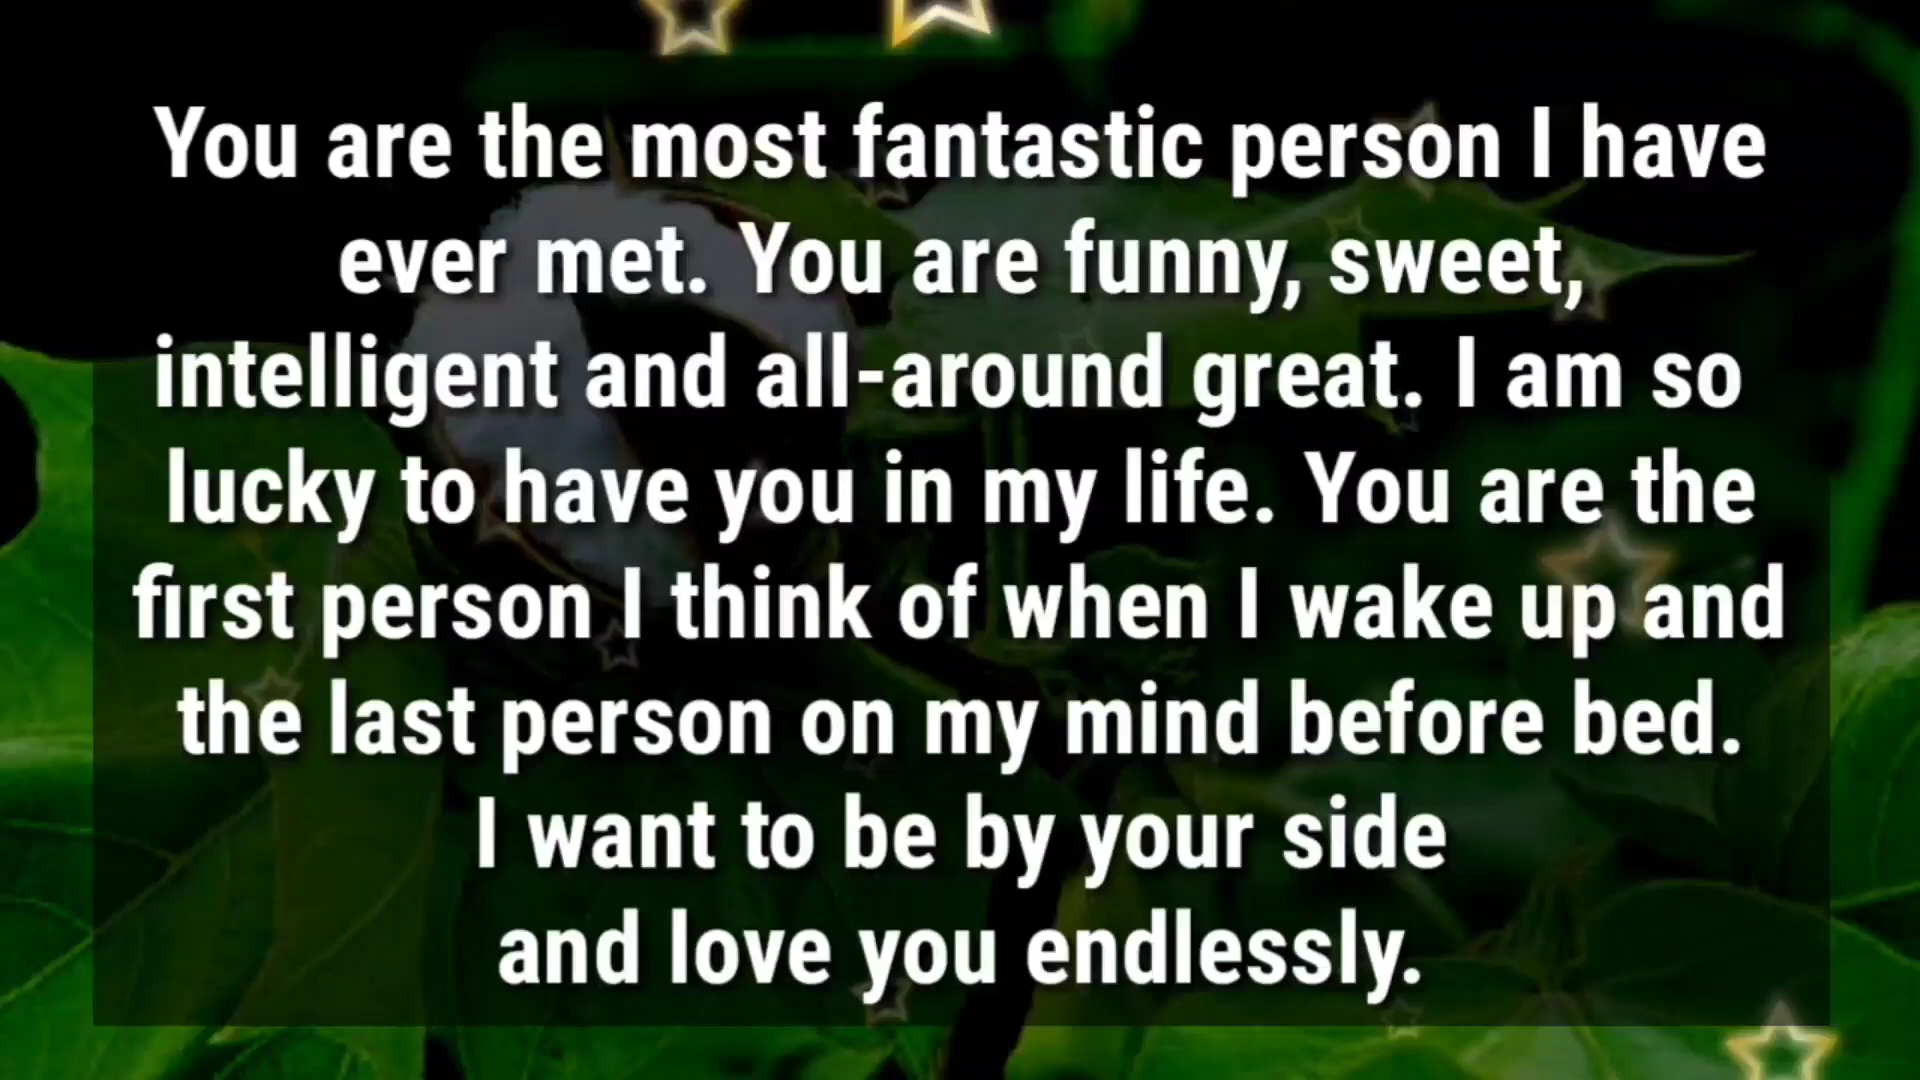 You are the most fantastic person I have
ever met. You are funny, sweet,
intelligent and all-around great. I am so
lucky to have you in my life. You are the
first person I think of when I wake up and
the last person on my mind before bed.
I want to be by your side
and love you endlessly.